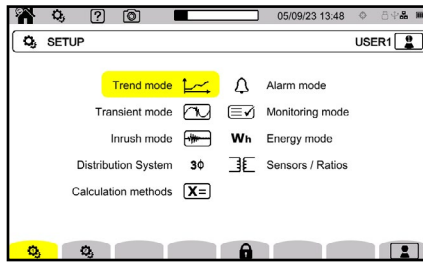 05/09/23 13:48
SETUP USER1
Trend mode Alarm mode
Transient mode Monitoring mode
Inrush mode Wh Energy mode
Distribution System 3Φ Sensors / Ratios
Calculation methods X=